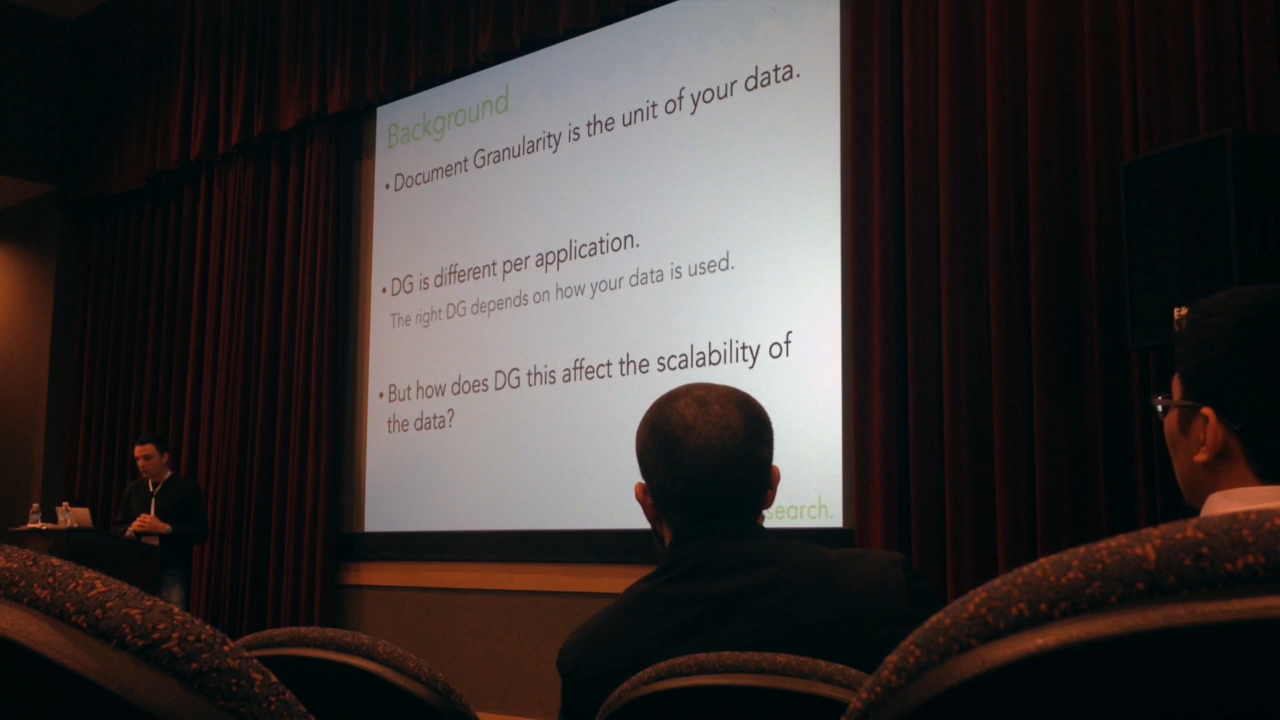 Background
• Document Granularity is the unit of your data.
• DG is different per application.
The right DG depends on how your data is used.
• But how does DG this affect the scalability of
the data?
search.